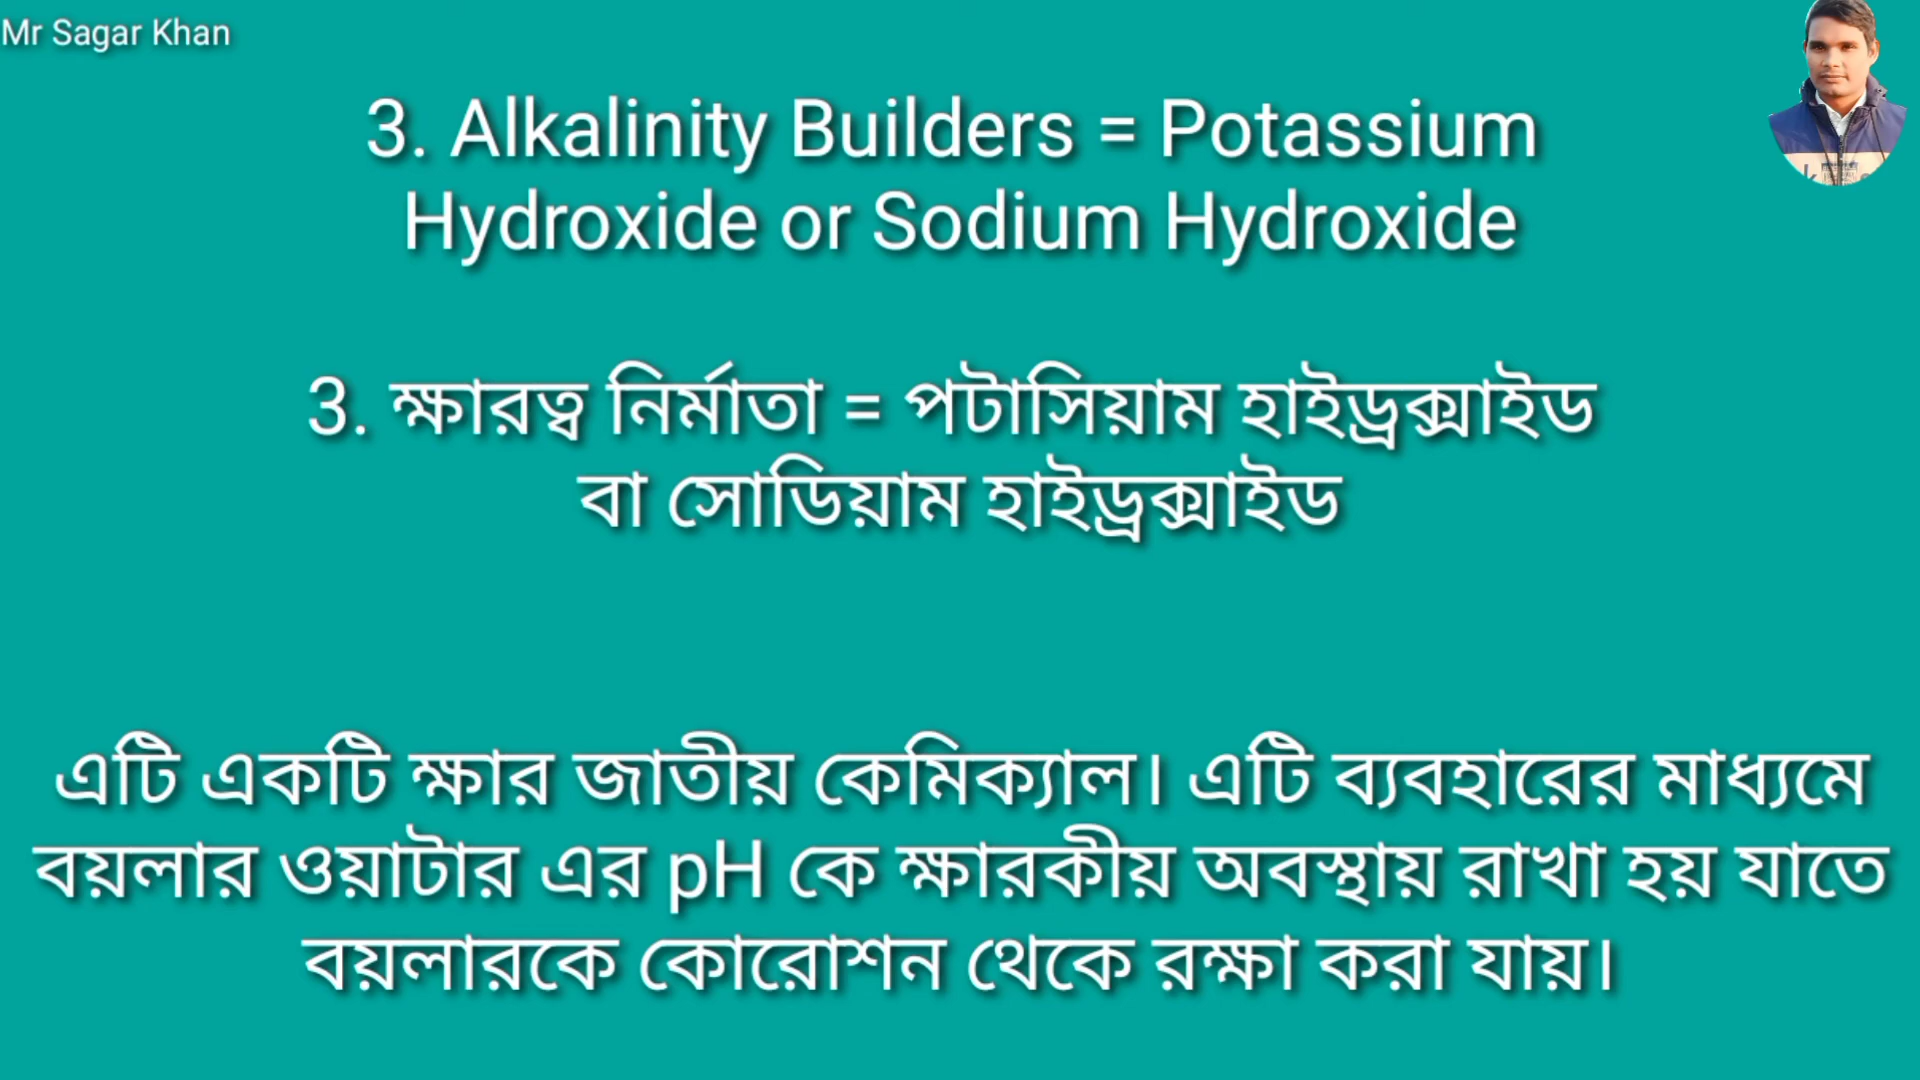 Mr Sagar Khan
3. Alkalinity Builders = Potassium
Hydroxide or Sodium Hydroxide
3. ক্ষারত্ব নির্মাতা = পটাসিয়াম হাইড্রক্সাইড
বা সোডিয়াম হাইড্রক্সাইড
এটি একটি ক্ষার জাতীয় কেমিক্যাল। এটি ব্যবহারের মাধ্যমে
বয়লার ওয়াটার এর pH কে ক্ষারকীয় অবস্থায় রাখা হয় যাতে
বয়লারকে কোরোশন থেকে রক্ষা করা যায়।